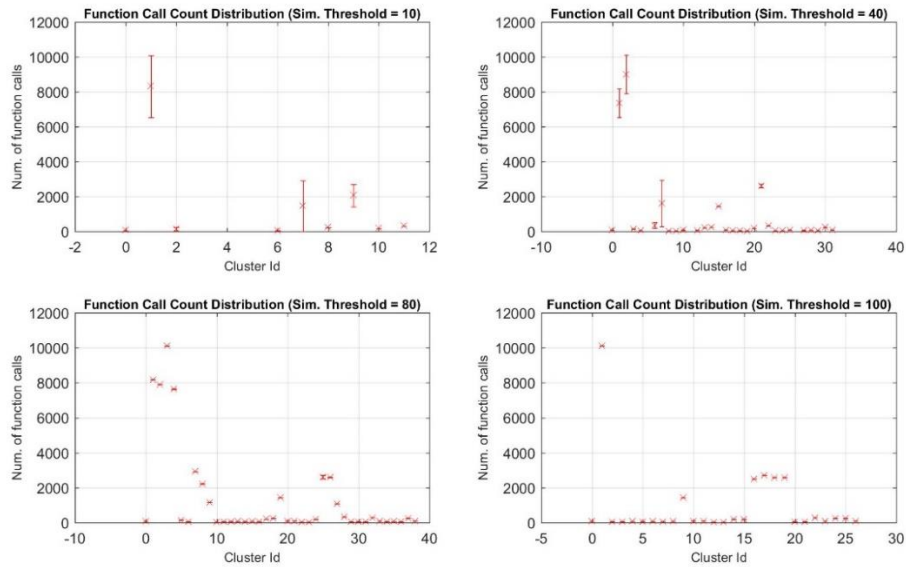 Function Call Count Distribution (Sim. Threshold = 10)
12000
10000
8000
6000
4000
2000
0
Num. of function calls
-2 0 2 4 6 8 10 12
Cluster Id
Function Call Count Distribution (Sim. Threshold = 40)
12000
10000
8000
6000
4000
2000
0
Num. of function calls
-10 0 10 20 30 40
Cluster Id
Function Call Count Distribution (Sim. Threshold = 80)
12000
10000
8000
6000
4000
2000
0
Num. of function calls
-10 0 10 20 30 40
Cluster Id
Function Call Count Distribution (Sim. Threshold = 100)
12000
10000
8000
6000
4000
2000
0
Num. of function calls
-5 0 5 10 15 20 25 30
Cluster Id